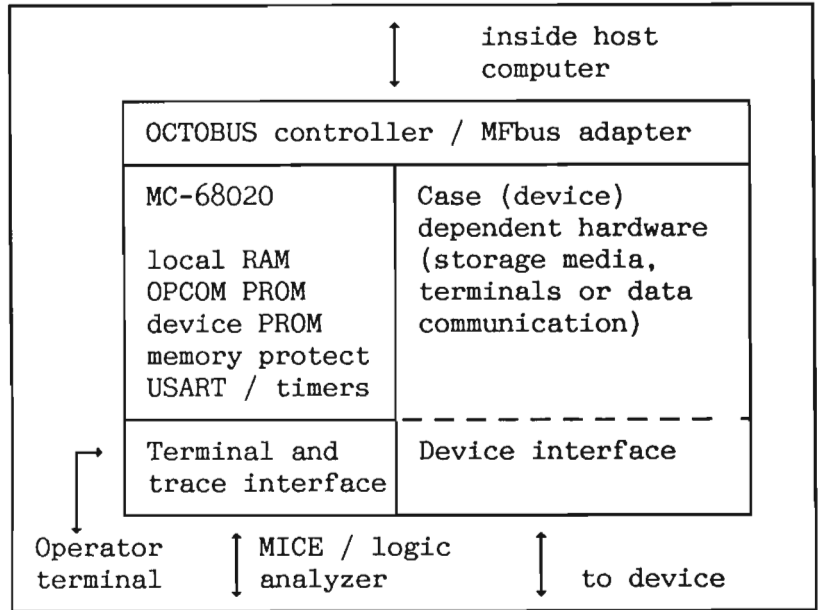 inside host
computer
OCTOBUS controller / MFbus adapter
MC-68020
local RAM
OPCOM PROM
device PROM
memory protect
USART / timers
Case (device)
dependent hardware
(storage media,
terminals or data
communication)
Terminal and
trace interface
Device interface
Operator
terminal
MICE / logic
analyzer
to device